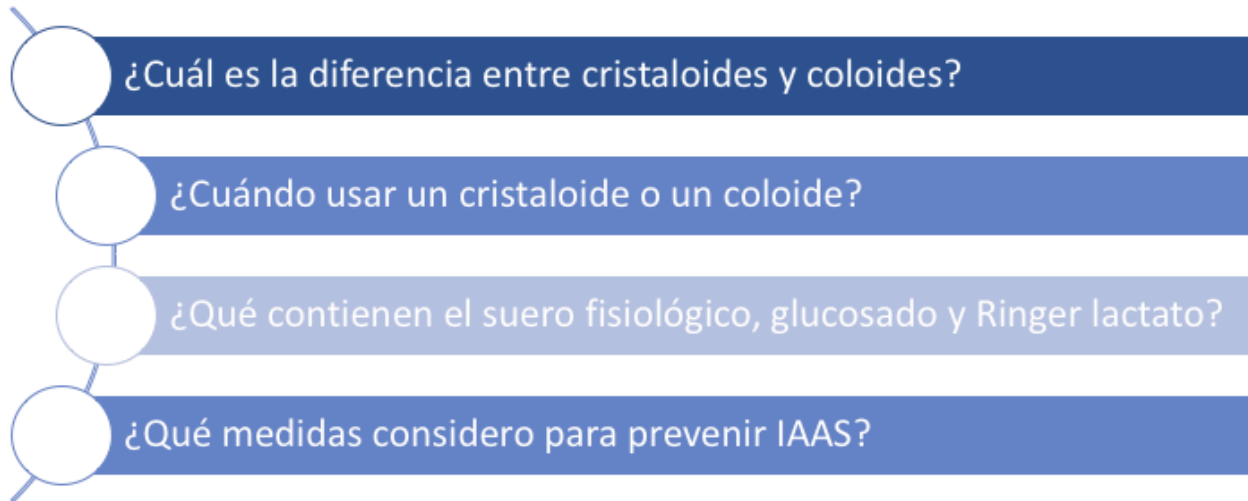 ¿Cuál es la diferencia entre cristaloides y coloides?
¿Cuándo usar un cristaloide o un coloide?
¿Qué contienen el suero fisiológico, glucosado y Ringer lactato?
¿Qué medidas considero para prevenir IAAS?